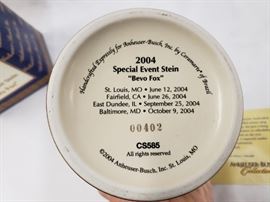 Handcrafted Expressly for Anheuser-Busch, Inc. by Ceramarte® of Brazil
2004
Special Event Stein
"Bevo Fox"
St. Louis, MO • June 12, 2004
Fairfield, CA • June 26, 2004
East Dundee, IL • September 25, 2004
Baltimore, MD • October 9, 2004
00402
CS585
All rights reserved
©2004 Anheuser-Busch, Inc. St. Louis, MO